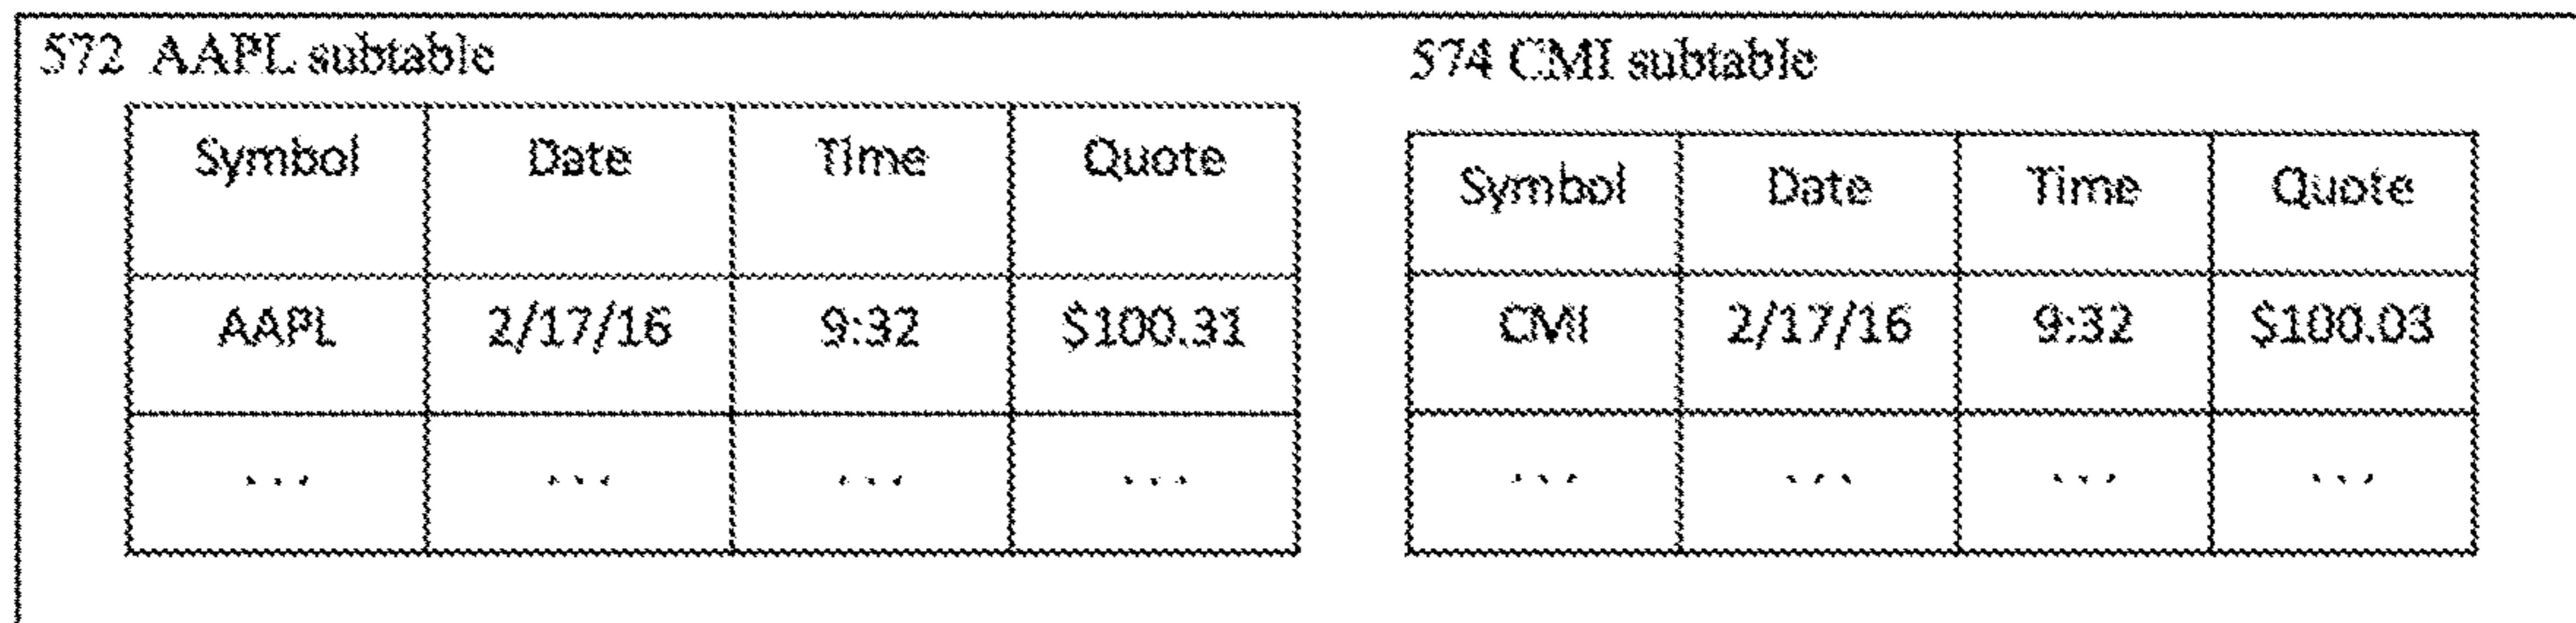 572 AAPL subtable
Symbol Date Time Quote
AAPL 2/17/16 9:32 $100.31
... ... ... ...
574 CMI subtable
Symbol Date Time Quote
CMI 2/17/16 9:32 $100.03
... ... ... ...